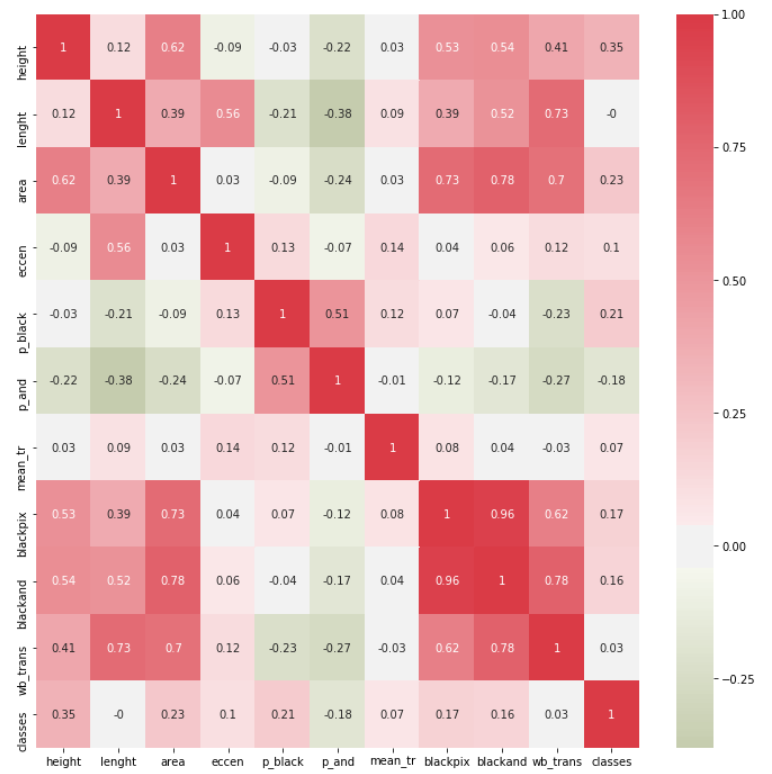 height 1 0.12 0.62 -0.09 -0.03 -0.22 0.03 0.53 0.54 0.41 0.35
lenght 0.12 1 0.39 0.56 -0.21 -0.38 0.09 0.39 0.52 0.73 -0
area 0.62 0.39 1 0.03 -0.09 -0.24 0.03 0.73 0.78 0.7 0.23
eccen -0.09 0.56 0.03 1 0.13 -0.07 0.14 0.04 0.06 0.12 0.1
p_black -0.03 -0.21 -0.09 0.13 1 0.51 0.12 0.07 -0.04 -0.23 0.21
p_and -0.22 -0.38 -0.24 -0.07 0.51 1 -0.01 -0.12 -0.17 -0.27 -0.18
mean_tr 0.03 0.09 0.03 0.14 0.12 -0.01 1 0.08 0.04 -0.03 0.07
blackpix 0.53 0.39 0.73 0.04 0.07 -0.12 0.08 1 0.96 0.62 0.17
blackand 0.54 0.52 0.78 0.06 -0.04 -0.17 0.04 0.96 1 0.78 0.16
wb_trans 0.41 0.73 0.7 0.12 -0.23 -0.27 -0.03 0.62 0.78 1 0.03
classes 0.35 -0 0.23 0.1 0.21 -0.18 0.07 0.17 0.16 0.03 1
height lenght area eccen p_black p_and mean_tr blackpix blackand wb_trans classes
1.00
0.75
0.50
0.25
0.00
−0.25